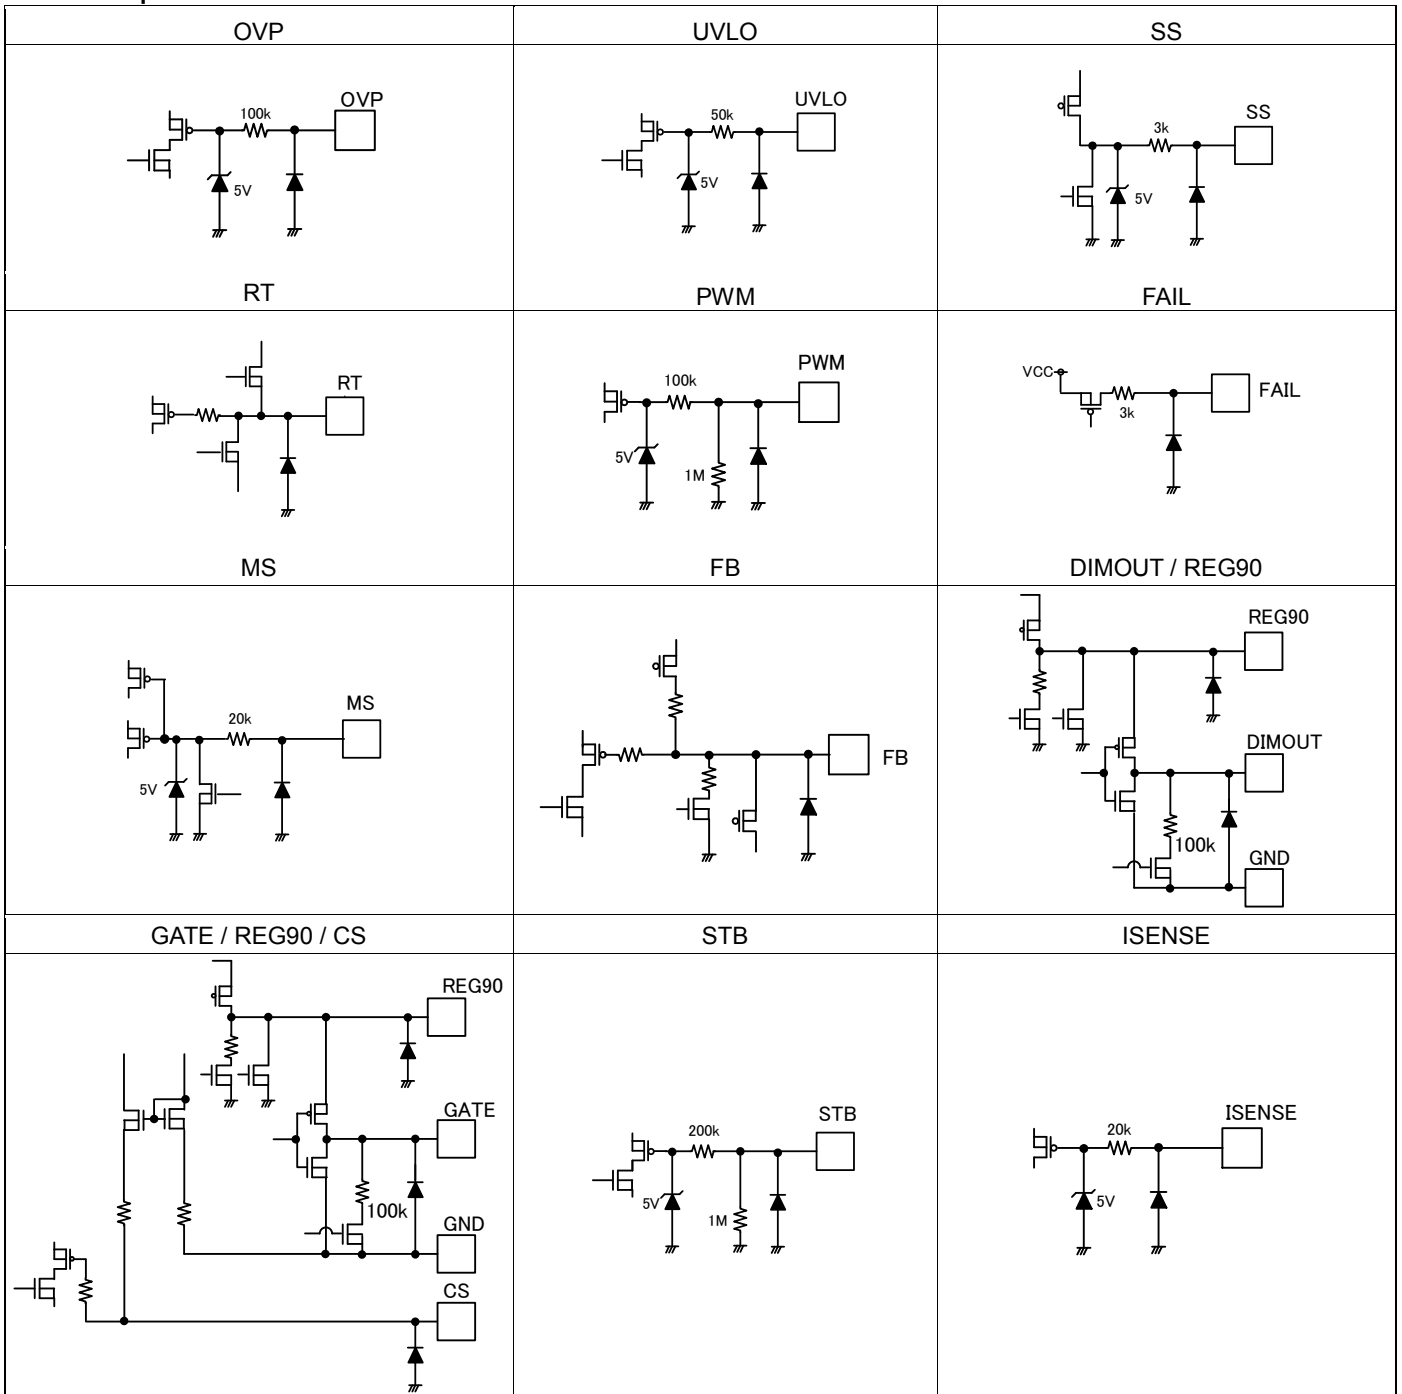 OVP
UVLO
SS
100k
OVP
5V
50k
UVLO
5V
3k
SS
5V
RT
PWM
FAIL
RT
100k
PWM
5V
1M
VCC
3k
FAIL
MS
FB
DIMOUT / REG90
20k
MS
5V
FB
REG90
DIMOUT
100k
GND
GATE / REG90 / CS
STB
ISENSE
REG90
GATE
100k
GND
CS
200k
STB
5V
1M
20k
ISENSE
5V